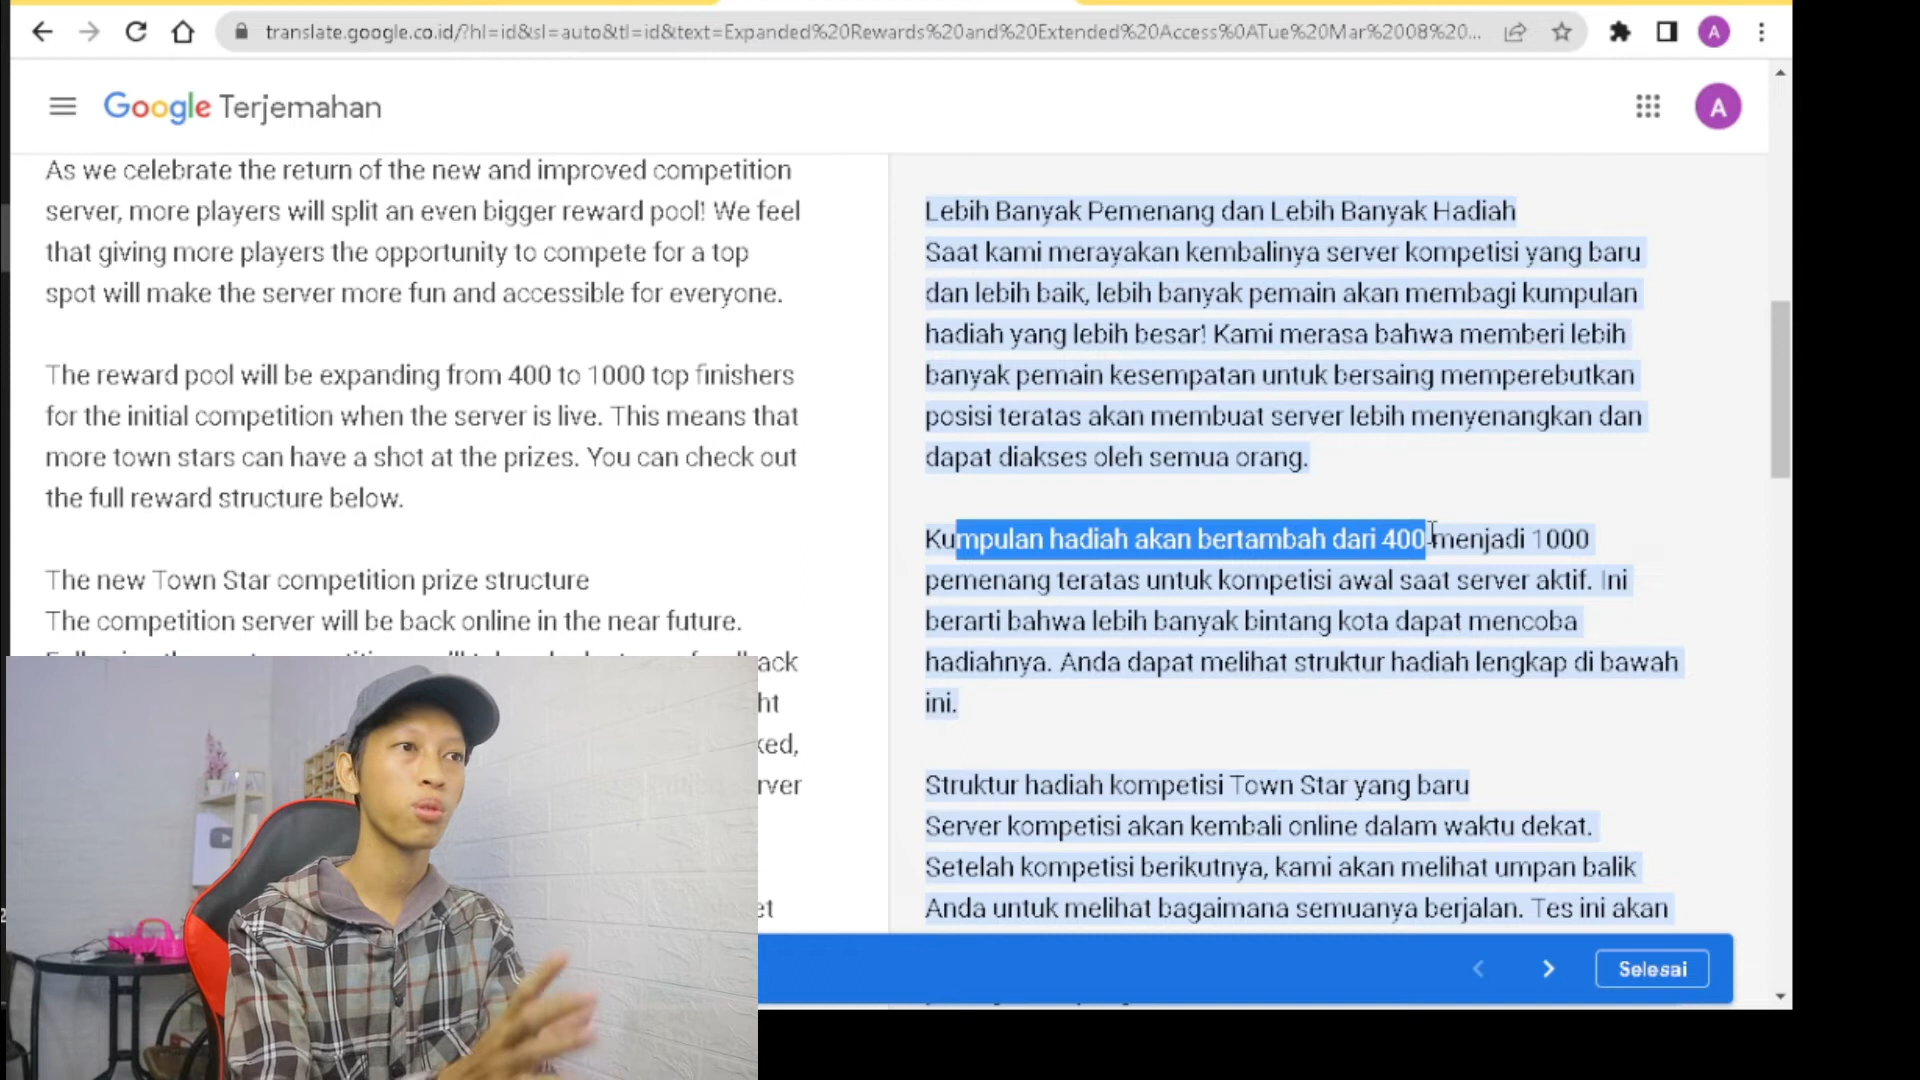 translate.google.co.id/?hl=id&sl=auto&tl=id&text=Expanded%20Rewards%20and%20Extended%20Access%0ATue%20Mar%2008%20...
A
Google Terjemahan
A
As we celebrate the return of the new and improved competition
server, more players will split an even bigger reward pool! We feel
that giving more players the opportunity to compete for a top
spot will make the server more fun and accessible for everyone.
The reward pool will be expanding from 400 to 1000 top finishers
for the initial competition when the server is live. This means that
more town stars can have a shot at the prizes. You can check out
the full reward structure below.
The new Town Star competition prize structure
The competition server will be back online in the near future.
Lebih Banyak Pemenang dan Lebih Banyak Hadiah
Saat kami merayakan kembalinya server kompetisi yang baru
dan lebih baik, lebih banyak pemain akan membagi kumpulan
hadiah yang lebih besar! Kami merasa bahwa memberi lebih
banyak pemain kesempatan untuk bersaing memperebutkan
posisi teratas akan membuat server lebih menyenangkan dan
dapat diakses oleh semua orang.
Kumpulan hadiah akan bertambah dari 400 menjadi 1000
pemenang teratas untuk kompetisi awal saat server aktif. Ini
berarti bahwa lebih banyak bintang kota dapat mencoba
hadiahnya. Anda dapat melihat struktur hadiah lengkap di bawah
ini.
Struktur hadiah kompetisi Town Star yang baru
Server kompetisi akan kembali online dalam waktu dekat.
Setelah kompetisi berikutnya, kami akan melihat umpan balik
Anda untuk melihat bagaimana semuanya berjalan. Tes ini akan
Selesai